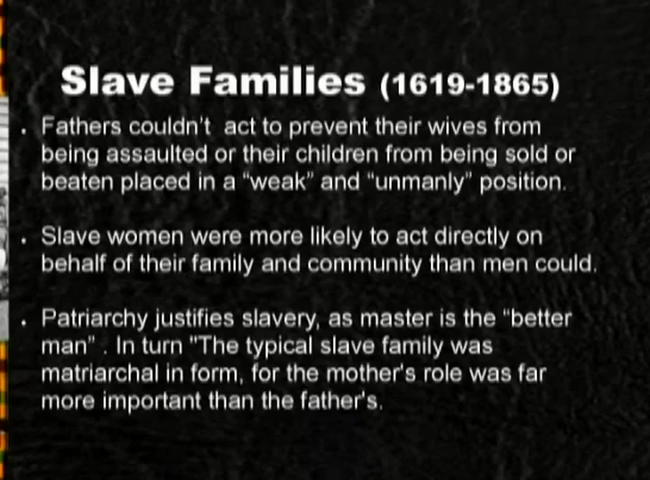 Slave Families (1619-1865)
. Fathers couldn't  act to prevent their wives from
being assaulted or their children from being sold or
beaten placed in a “weak” and “unmanly” position.
. Slave women were more likely to act directly on
behalf of their family and community than men could.
. Patriarchy justifies slavery, as master is the “better
man” . In turn "The typical slave family was
matriarchal in form, for the mother's role was far
more important than the father's.